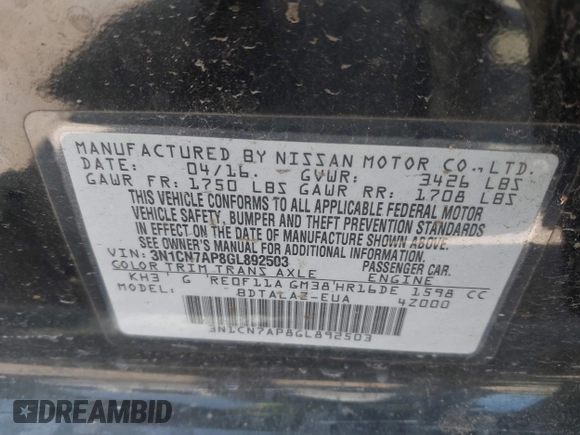 MANUFACTURED BY NISSAN MOTOR CO., LTD.
DATE: 04/16. GVWR: 3426 LBS
GAWR FR: 1750 LBS GAWR RR: 1708 LBS
THIS VEHICLE CONFORMS TO ALL APPLICABLE FEDERAL MOTOR
VEHICLE SAFETY, BUMPER AND THEFT PREVENTION STANDARDS
IN EFFECT ON THE DATE OF MANUFACTURE SHOWN ABOVE.
SEE OWNER'S MANUAL FOR ADDITIONAL INFORMATION.
VIN: 3N1CN7AP8GL892503 PASSENGER CAR.
COLOR TRIM TRANS AXLE ENGINE
KH3 G RE0F11A GM38 HR16DE 1598 CC
MODEL: BDTALAZ-EUA 4Z000
3N1CN7AP8GL892503
DREAMBID